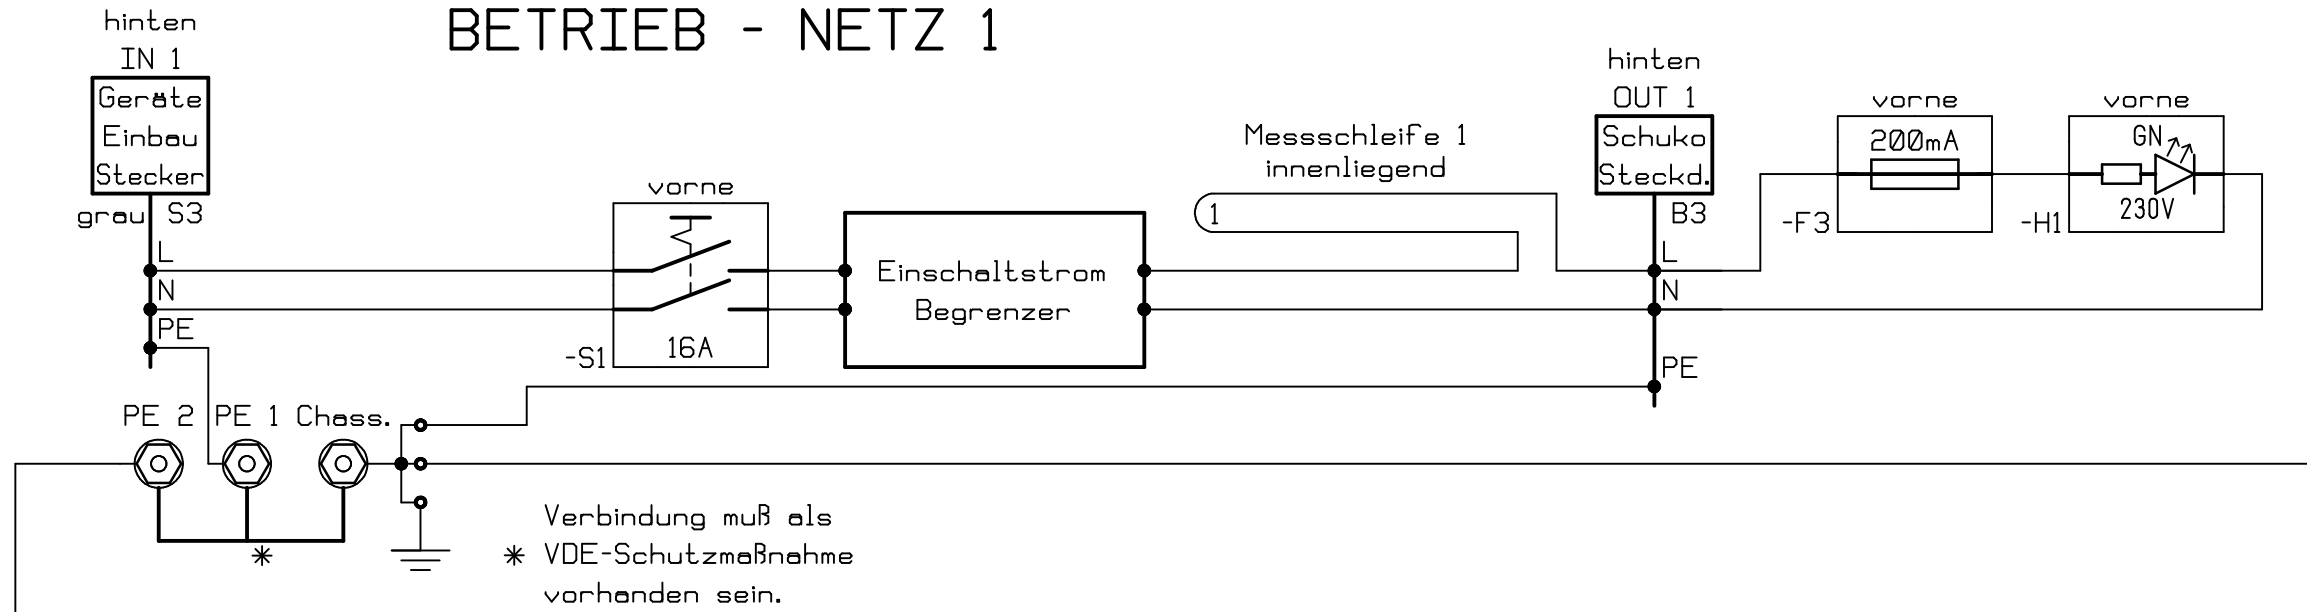 BETRIEB - NETZ 1
hinten
IN 1
Geräte
Einbau
Stecker
grau S3
L
N
PE
vorne
-S1
16A
Einschaltstrom
Begrenzer
Messschleife 1
innenliegend
1
hinten
OUT 1
Schuko
Steckd.
B3
L
N
PE
vorne
200mA
-F3
vorne
GN
230V
-H1
PE 2 PE 1 Chass.
*
Verbindung muß als
* VDE-Schutzmaßnahme
vorhanden sein.